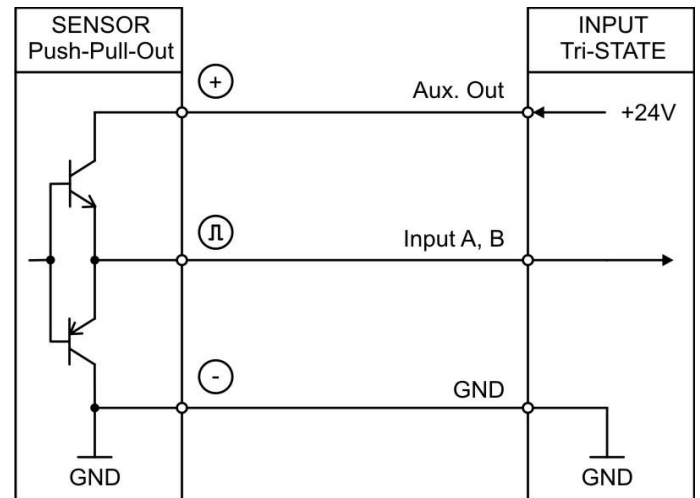 SENSOR
Push-Pull-Out
INPUT
Tri-STATE
+
Aux. Out
+24V
Input A, B
-
GND
GND
GND